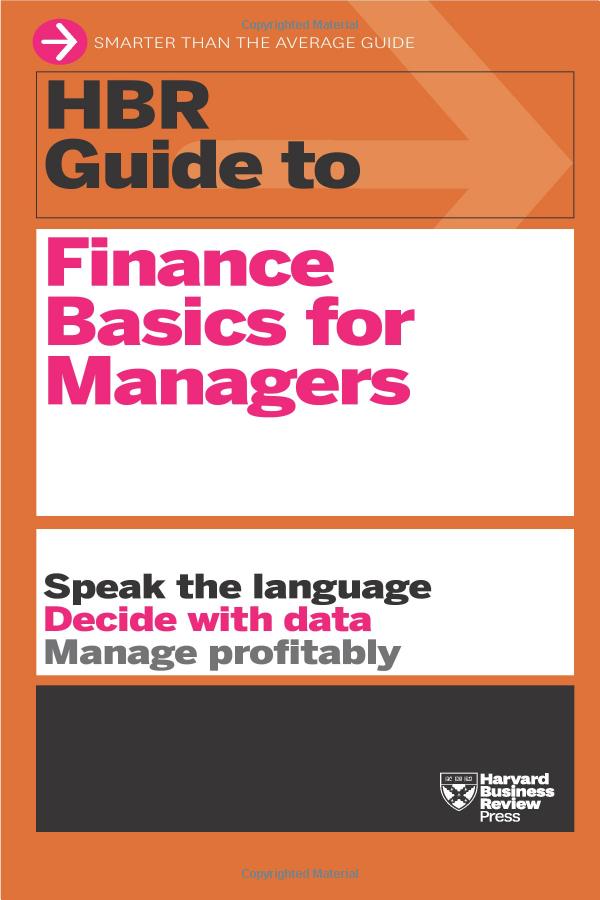 Copyrighted Material
SMARTER THAN THE AVERAGE GUIDE
HBR
Guide to
Finance
Basics for
Managers
Speak the language
Decide with data
Manage profitably
Harvard
Business
Review
Press
Copyrighted Material